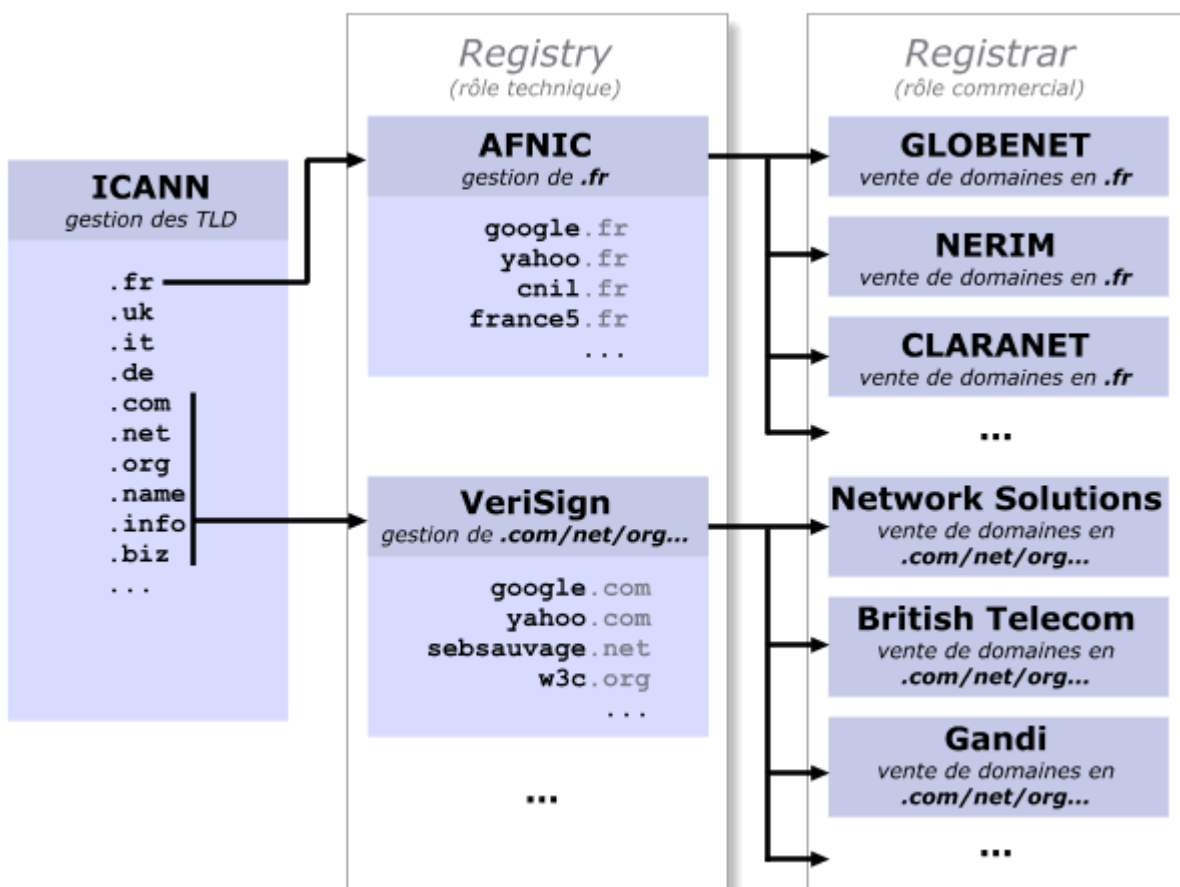 ICANN
gestion des TLD
.fr
.uk
.it
.de
.com
.net
.org
.name
.info
.biz
...
Registry
(rôle technique)
AFNIC
gestion de .fr
google.fr
yahoo.fr
cnil.fr
france5.fr
...
VeriSign
gestion de .com/net/org...
google.com
yahoo.com
sebsauvage.net
w3c.org
...
...
Registrar
(rôle commercial)
GLOBENET
vente de domaines en .fr
NERIM
vente de domaines en .fr
CLARANET
vente de domaines en .fr
...
Network Solutions
vente de domaines en
.com/net/org...
British Telecom
vente de domaines en
.com/net/org...
Gandi
vente de domaines en
.com/net/org...
...